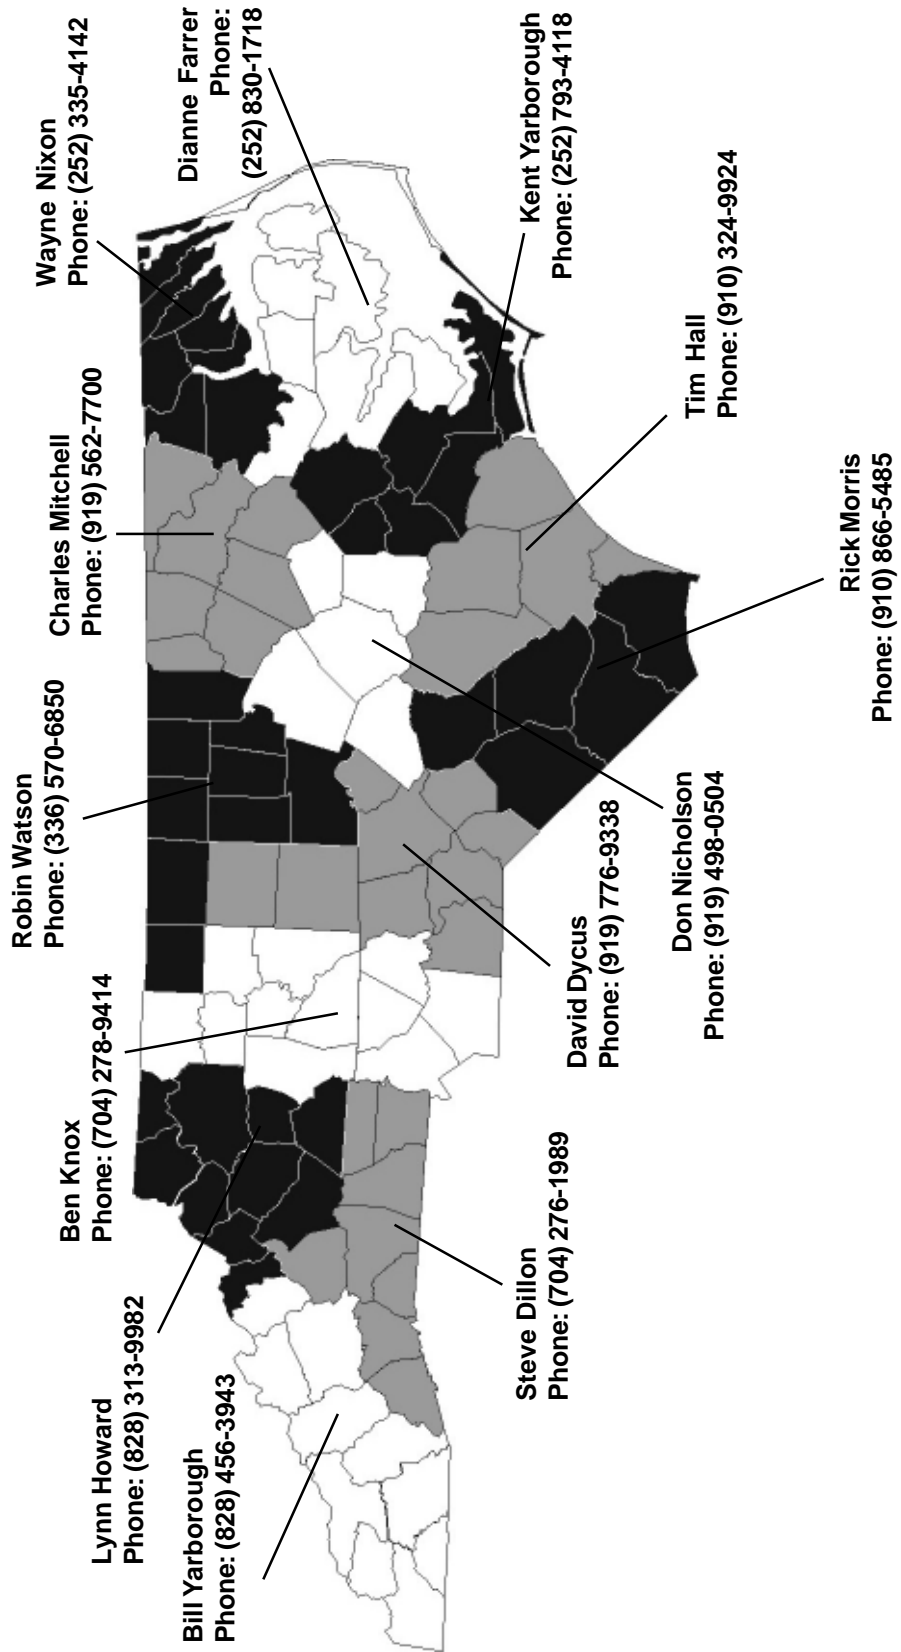 Lynn Howard
Phone: (828) 313-9982
Bill Yarborough
Phone: (828) 456-3943
Ben Knox
Phone: (704) 278-9414
Robin Watson
Phone: (336) 570-6850
Charles Mitchell
Phone: (919) 562-7700
Wayne Nixon
Phone: (252) 335-4142
Dianne Farrer
Phone:
(252) 830-1718
Kent Yarborough
Phone: (252) 793-4118
Steve Dillon
Phone: (704) 276-1989
David Dycus
Phone: (919) 776-9338
Don Nicholson
Phone: (919) 498-0504
Tim Hall
Phone: (910) 324-9924
Rick Morris
Phone: (910) 866-5485